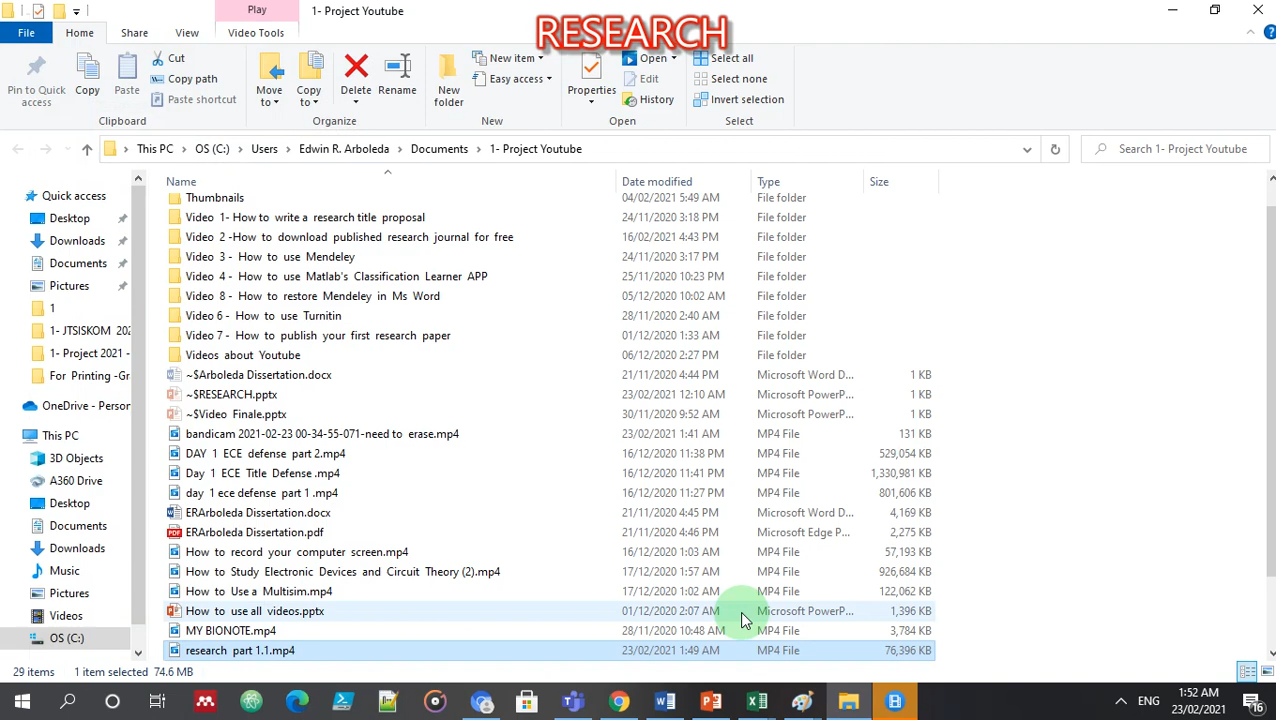 Play
1- Project Youtube
RESEARCH
File
Home
Share
View
Video Tools
Pin to Quick access
Copy
Paste
Cut
Copy path
Paste shortcut
Clipboard
Move to
Copy to
Delete
Rename
Organize
New folder
New item
Easy access
New
Properties
Open
Edit
History
Open
Select all
Select none
Invert selection
Select
This PC
OS (C:)
Users
Edwin R. Arboleda
Documents
1- Project Youtube
Search 1- Project Youtube
Name Date modified Type Size
Quick access
Desktop
Downloads
Documents
Pictures
1
1- JTSISKOM 202
1- Project 2021 -
For Printing -Gr
OneDrive - Person
This PC
3D Objects
A360 Drive
Desktop
Documents
Downloads
Music
Pictures
Videos
OS (C:)
Thumbnails 04/02/2021 5:49 AM File folder
Video 1- How to write a research title proposal 24/11/2020 3:18 PM File folder
Video 2 -How to download published research journal for free 16/02/2021 4:43 PM File folder
Video 3 - How to use Mendeley 24/11/2020 3:17 PM File folder
Video 4 - How to use Matlab's Classification Learner APP 25/11/2020 10:23 PM File folder
Video 8 - How to restore Mendeley in Ms Word 05/12/2020 10:02 AM File folder
Video 6 - How to use Turnitin 28/11/2020 2:40 AM File folder
Video 7 - How to publish your first research paper 01/12/2020 1:33 AM File folder
Videos about Youtube 06/12/2020 2:27 PM File folder
~$Arboleda Dissertation.docx 21/11/2020 4:44 PM Microsoft Word D... 1 KB
~$RESEARCH.pptx 23/02/2021 12:10 AM Microsoft PowerP... 1 KB
~$Video Finale.pptx 30/11/2020 9:52 AM Microsoft PowerP... 1 KB
bandicam 2021-02-23 00-34-55-071-need to erase.mp4 23/02/2021 1:41 AM MP4 File 131 KB
DAY 1 ECE defense part 2.mp4 16/12/2020 11:38 PM MP4 File 529,054 KB
Day 1 ECE Title Defense .mp4 16/12/2020 11:41 PM MP4 File 1,330,981 KB
day 1 ece defense part 1 .mp4 16/12/2020 11:27 PM MP4 File 801,606 KB
ERArboleda Dissertation.docx 21/11/2020 4:45 PM Microsoft Word D... 4,169 KB
ERArboleda Dissertation.pdf 21/11/2020 4:46 PM Microsoft Edge P... 2,275 KB
How to record your computer screen.mp4 16/12/2020 1:03 AM MP4 File 57,193 KB
How to Study Electronic Devices and Circuit Theory (2).mp4 17/12/2020 1:57 AM MP4 File 926,684 KB
How to Use a Multisim.mp4 17/12/2020 1:02 AM MP4 File 122,062 KB
How to use all videos.pptx 01/12/2020 2:07 AM Microsoft PowerP... 1,396 KB
MY BIONOTE.mp4 28/11/2020 10:48 AM MP4 File 3,784 KB
research part 1.1.mp4 23/02/2021 1:49 AM MP4 File 76,396 KB
29 items 1 item selected 74.6 MB
ENG
1:52 AM
23/02/2021
16